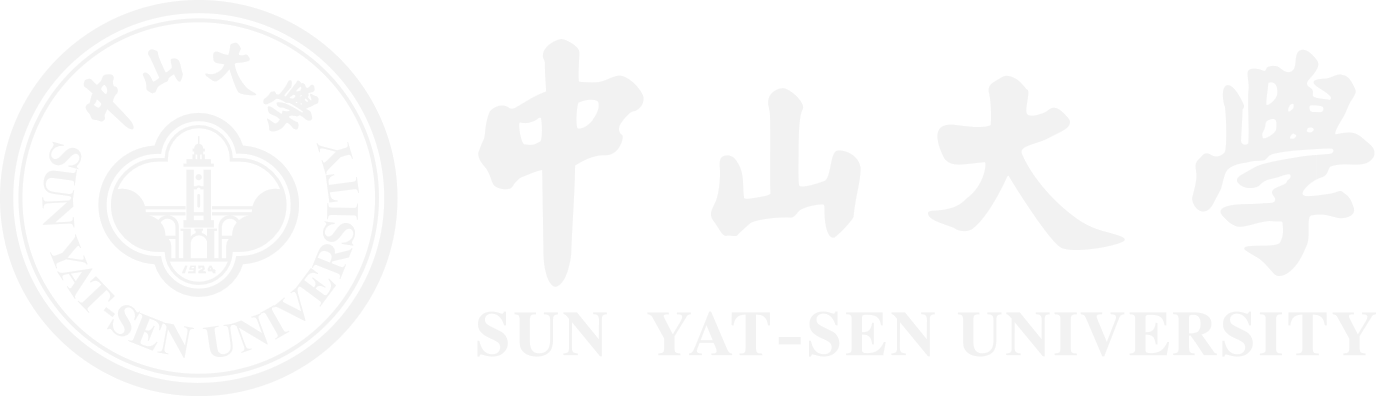 中山大學
SUN YAT-SEN UNIVERSITY
1924
中山大學
SUN YAT-SEN UNIVERSITY